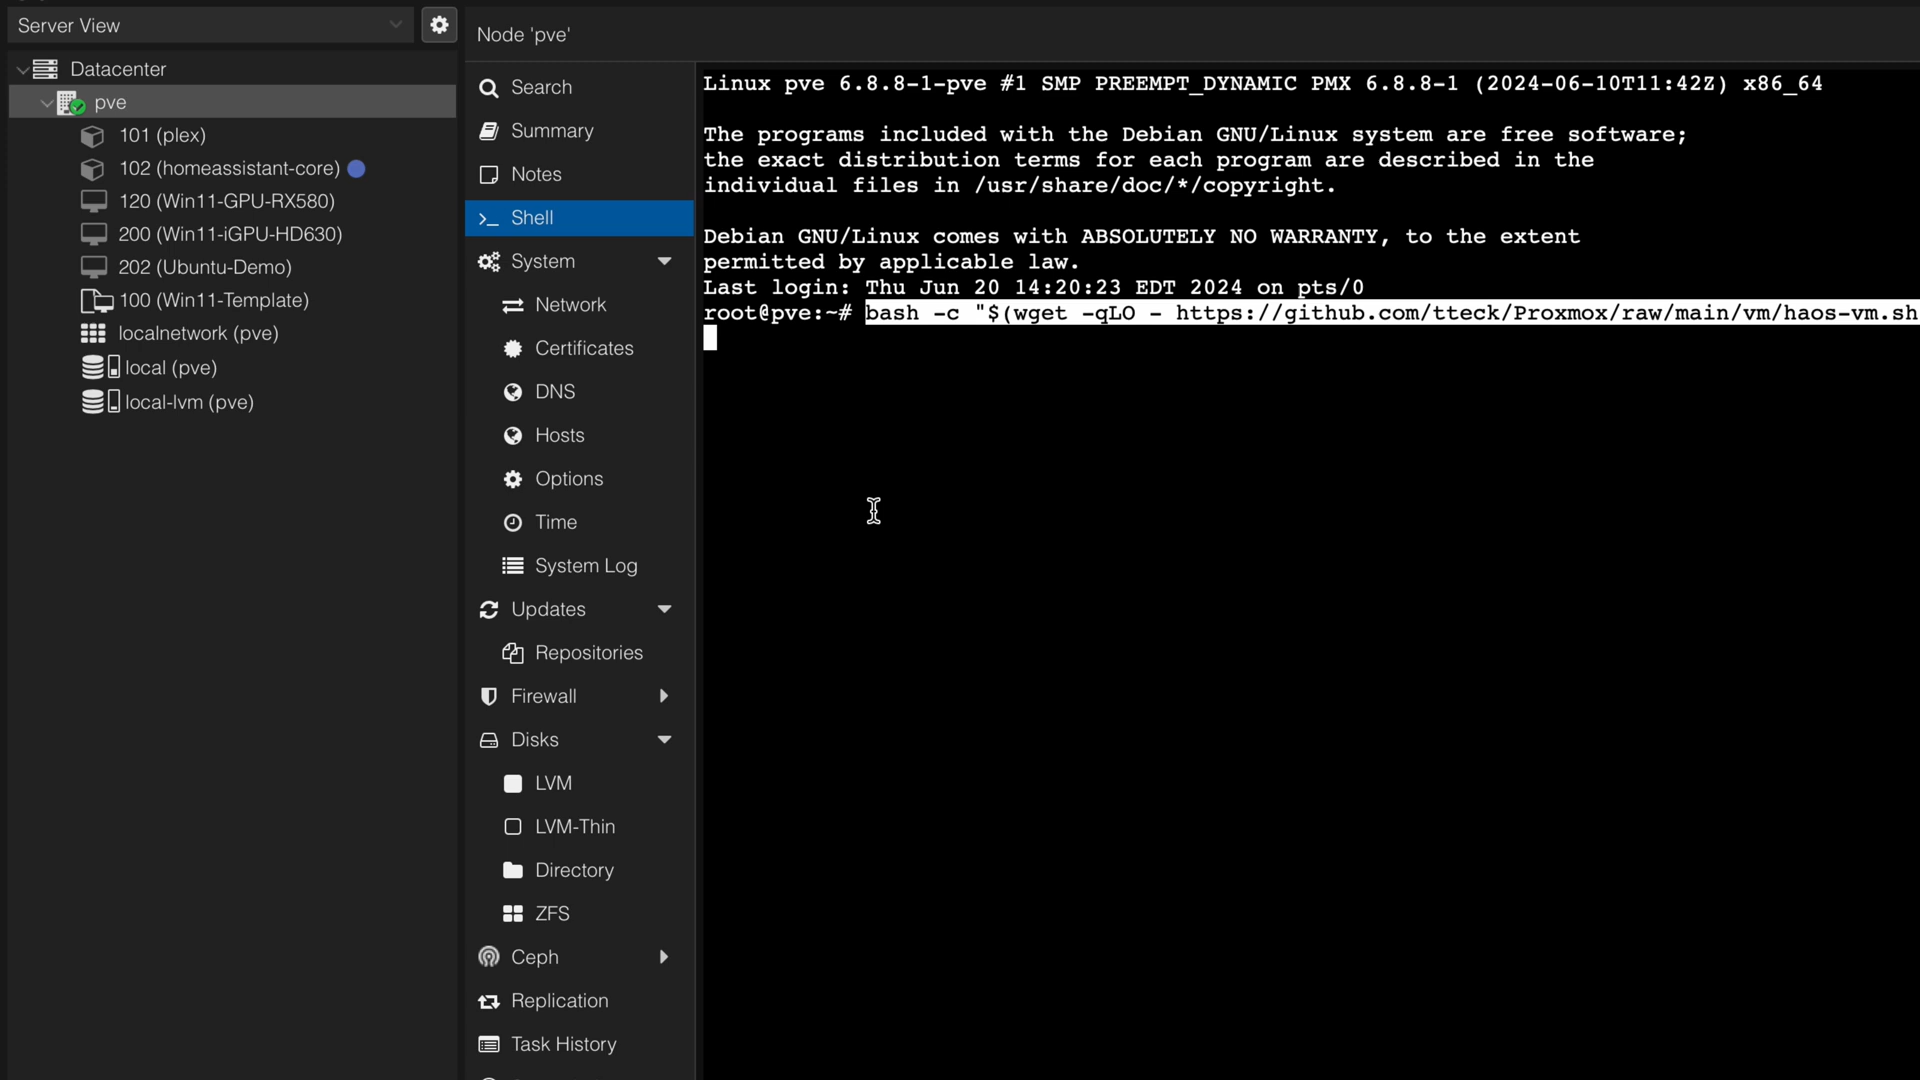 Server View
Datacenter
pve
101 (plex)
102 (homeassistant-core)
120 (Win11-GPU-RX580)
200 (Win11-iGPU-HD630)
202 (Ubuntu-Demo)
100 (Win11-Template)
localnetwork (pve)
local (pve)
local-lvm (pve)
Node 'pve'
Search
Summary
Notes
Shell
System
Network
Certificates
DNS
Hosts
Options
Time
System Log
Updates
Repositories
Firewall
Disks
LVM
LVM-Thin
Directory
ZFS
Ceph
Replication
Task History
Linux pve 6.8.8-1-pve #1 SMP PREEMPT_DYNAMIC PMX 6.8.8-1 (2024-06-10T11:42Z) x86_64
The programs included with the Debian GNU/Linux system are free software;
the exact distribution terms for each program are described in the
individual files in /usr/share/doc/*/copyright.
Debian GNU/Linux comes with ABSOLUTELY NO WARRANTY, to the extent
permitted by applicable law.
Last login: Thu Jun 20 14:20:23 EDT 2024 on pts/0
root@pve:~# bash -c "$(wget -qLO - https://github.com/tteck/Proxmox/raw/main/vm/haos-vm.sh